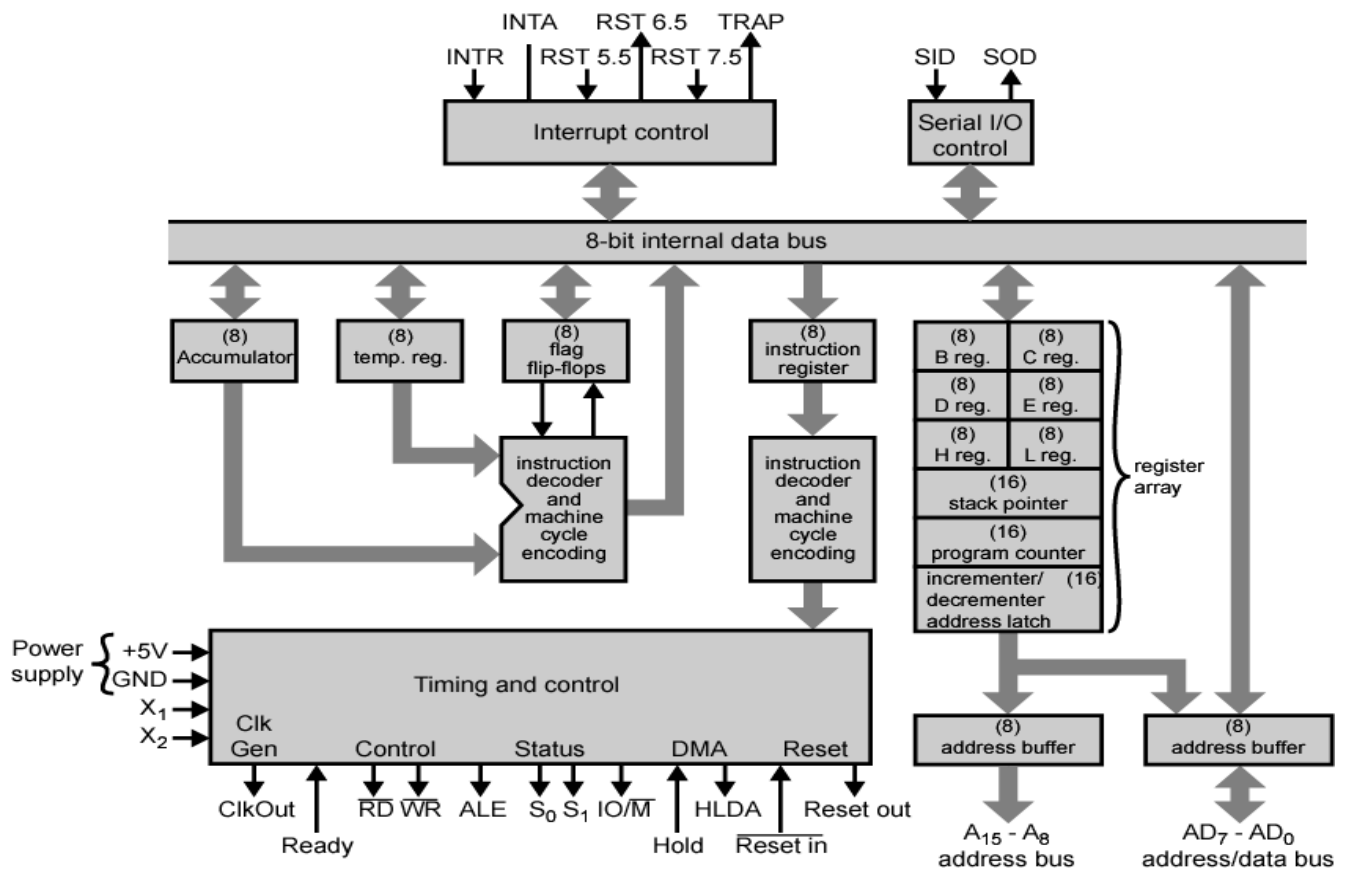 INTA RST 6.5 TRAP
INTR RST 5.5 RST 7.5
SID SOD
Interrupt control
Serial I/O
control
8-bit internal data bus
(8)
Accumulator
(8)
temp. reg.
(8)
flag
flip-flops
(8)
instruction
register
(8)
B reg.
(8)
C reg.
(8)
D reg.
(8)
E reg.
(8)
H reg.
(8)
L reg.
(16)
stack pointer
(16)
program counter
incrementer/ (16)
decrementer
address latch
register
array
instruction
decoder
and
machine
cycle
encoding
instruction
decoder
and
machine
cycle
encoding
Power
supply
+5V
GND
X₁
X₂
Timing and control
Clk
Gen Control Status DMA Reset
ClkOut R̅D̅ W̅R̅ ALE S₀ S₁ IO/M̅ HLDA Reset out
Ready Hold R̅e̅s̅e̅t̅ i̅n̅
(8)
address buffer
(8)
address buffer
A₁₅ - A₈
address bus
AD₇ - AD₀
address/data bus